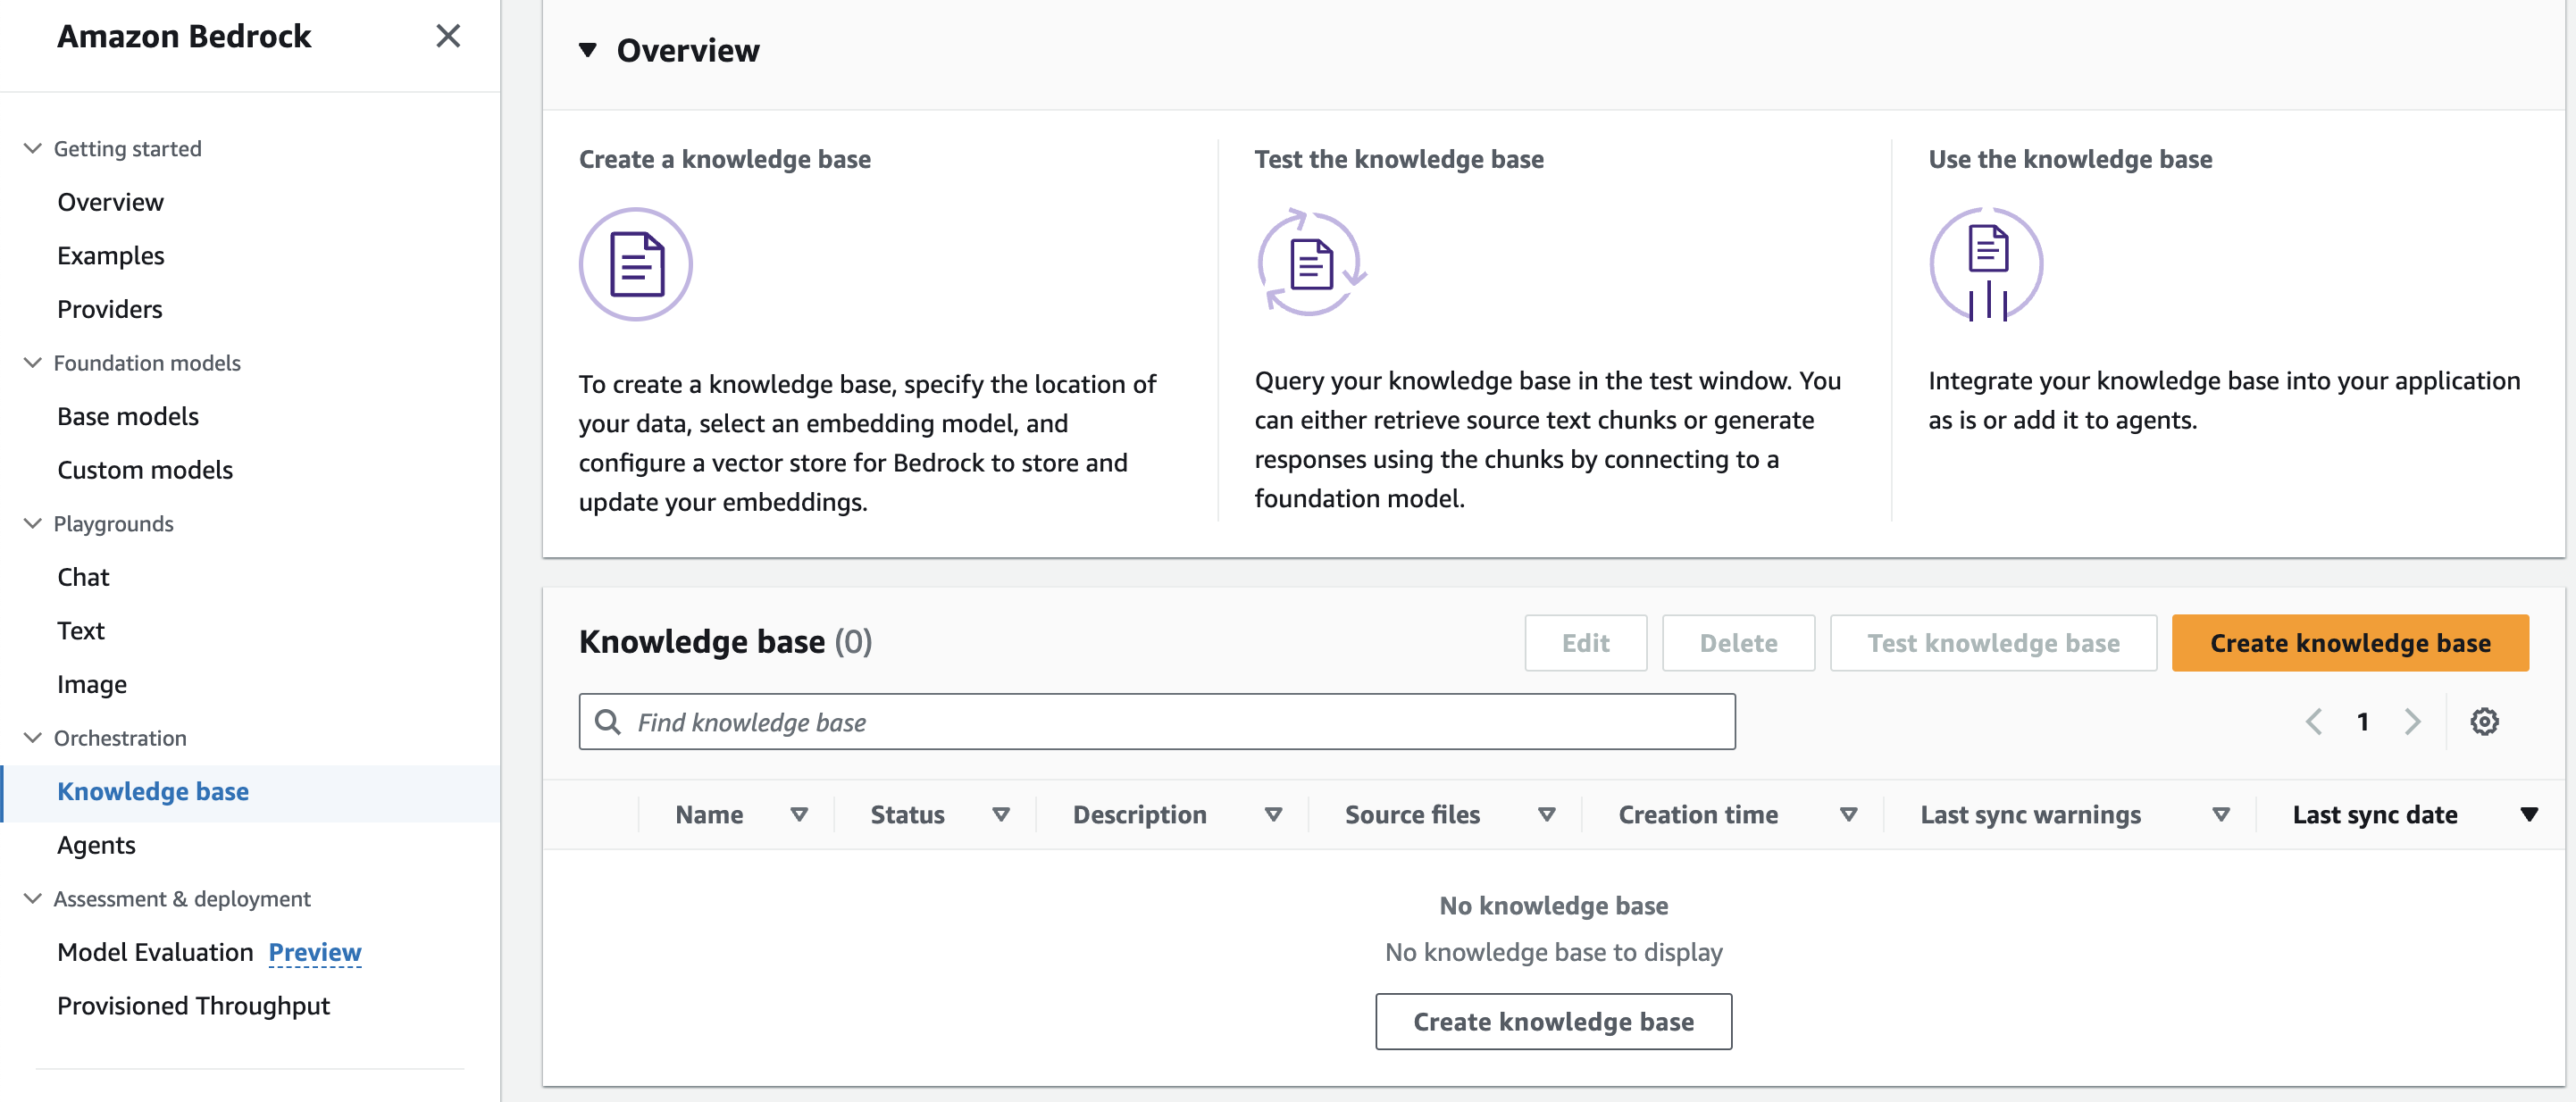 Amazon Bedrock
Getting started
Overview
Examples
Providers
Foundation models
Base models
Custom models
Playgrounds
Chat
Text
Image
Orchestration
Knowledge base
Agents
Assessment & deployment
Model Evaluation Preview
Provisioned Throughput
Overview
Create a knowledge base
To create a knowledge base, specify the location of
your data, select an embedding model, and
configure a vector store for Bedrock to store and
update your embeddings.
Test the knowledge base
Query your knowledge base in the test window. You
can either retrieve source text chunks or generate
responses using the chunks by connecting to a
foundation model.
Use the knowledge base
Integrate your knowledge base into your application
as is or add it to agents.
Knowledge base (0)
Edit
Delete
Test knowledge base
Create knowledge base
Find knowledge base
1
Name
Status
Description
Source files
Creation time
Last sync warnings
Last sync date
No knowledge base
No knowledge base to display
Create knowledge base